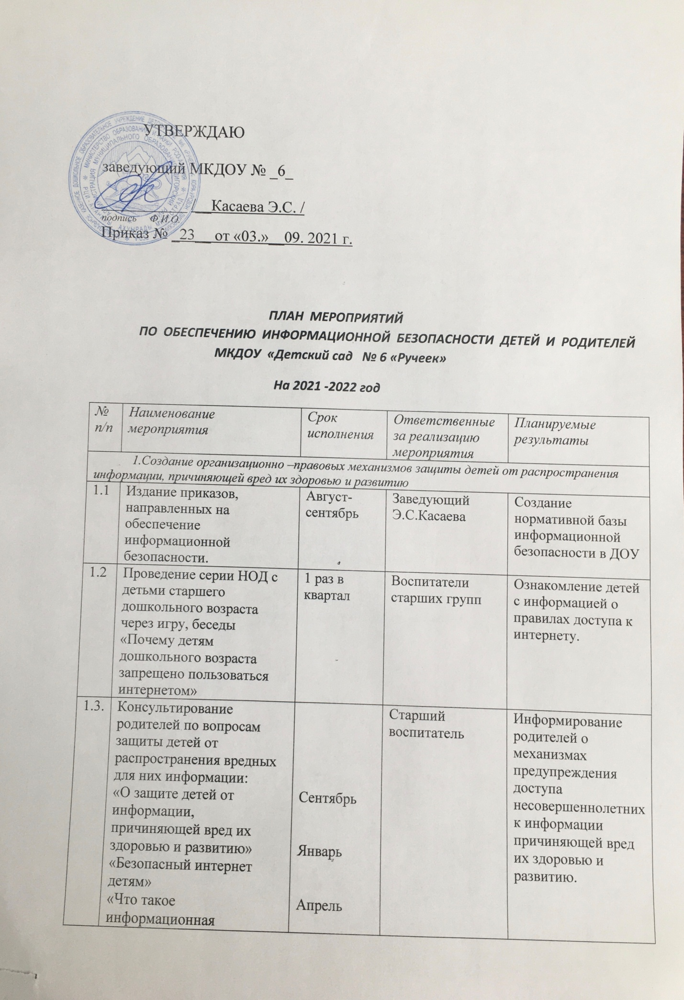 УТВЕРЖДАЮ
заведующий МКДОУ № _6_
____________ /__Касаева Э.С. /
подпись Ф.И.О.
Приказ № _23__ от «03.»__09. 2021 г.
ПЛАН МЕРОПРИЯТИЙ
ПО ОБЕСПЕЧЕНИЮ ИНФОРМАЦИОННОЙ БЕЗОПАСНОСТИ ДЕТЕЙ И РОДИТЕЛЕЙ
МКДОУ «Детский сад № 6 «Ручеек»
На 2021 -2022 год
№
п/п
Наименование
мероприятия
Срок
исполнения
Ответственные
за реализацию
мероприятия
Планируемые
результаты
1.Создание организационно –правовых механизмов защиты детей от распространения
информации, причиняющей вред их здоровью и развитию
1.1
Издание приказов,
направленных на
обеспечение
информационной
безопасности.
Август-
сентябрь
Заведующий
Э.С.Касаева
Создание
нормативной базы
информационной
безопасности в ДОУ
1.2
Проведение серии НОД с
детьми старшего
дошкольного возраста
через игру, беседы
«Почему детям
дошкольного возраста
запрещено пользоваться
интернетом»
1 раз в
квартал
Воспитатели
старших групп
Ознакомление детей
с информацией о
правилах доступа к
интернету.
1.3.
Консультирование
родителей по вопросам
защиты детей от
распространения вредных
для них информации:
«О защите детей от
информации,
причиняющей вред их
здоровью и развитию»
«Безопасный интернет
детям»
«Что такое
информационная
Сентябрь
Январь
Апрель
Старший
воспитатель
Информирование
родителей о
механизмах
предупреждения
доступа
несовершеннолетних
к информации
причиняющей вред
их здоровью и
развитию.